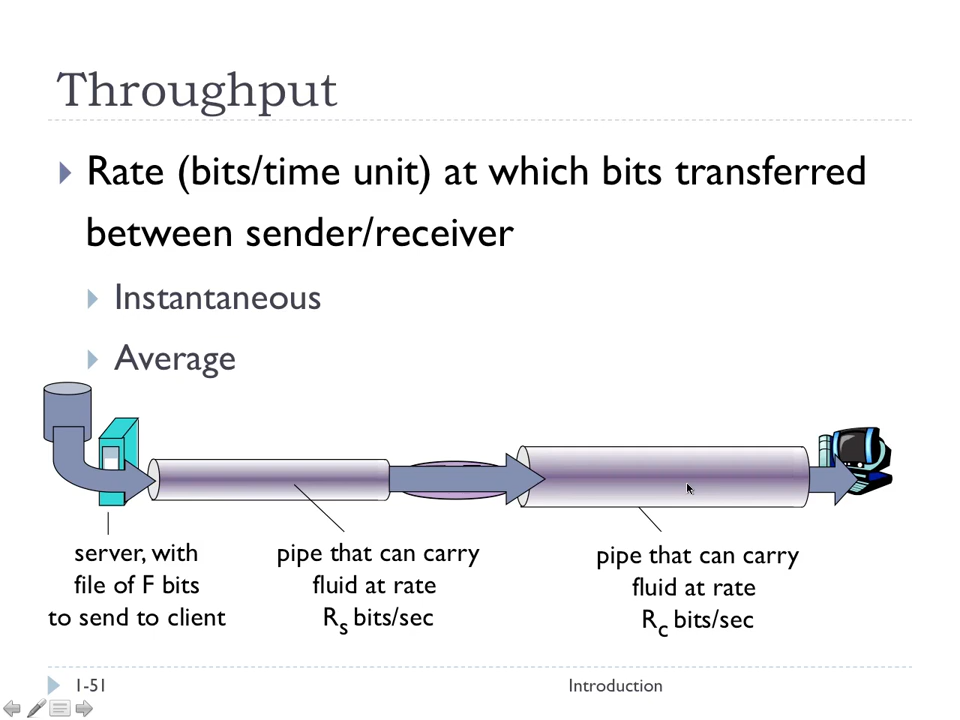 Throughput
Rate (bits/time unit) at which bits transferred
between sender/receiver
Instantaneous
Average
server, with
file of F bits
to send to client
pipe that can carry
fluid at rate
Rs bits/sec
pipe that can carry
fluid at rate
Rc bits/sec
1-51
Introduction